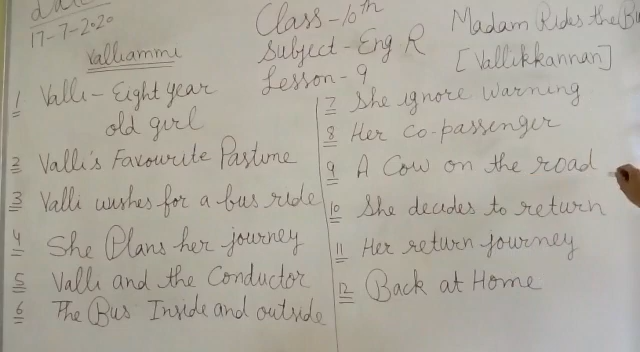 Date
17-7-2020
Class-10th
Subject-Eng R
Lesson-9
Madam Rides the Bu
[Vallikkannan]
Valliammi
1 Valli-Eight year
old girl
2 Valli's Favourite Pastime
3 Valli wishes for a bus ride
4 She Plans her journey
5 Valli and the Conductor
6 The Bus Inside and outside
7 She ignore warning
8 Her co-passenger
9 A Cow on the road
10 She decides to return
11 Her return journey
12 Back at Home